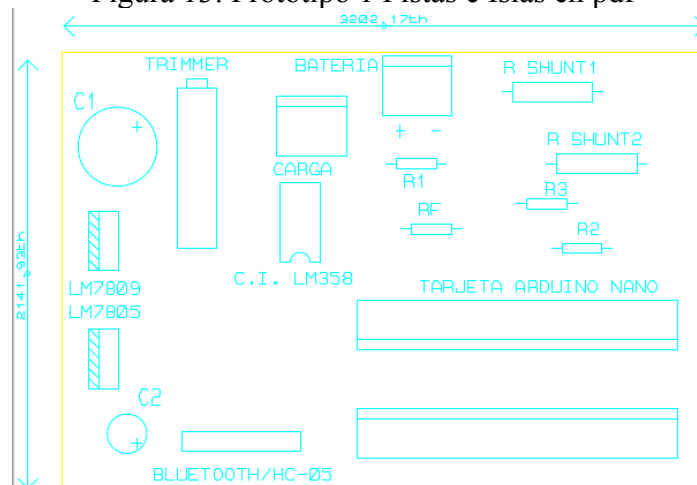 Figura 13: Prototipo 1 Pistas e Islas en pdf
3202,17th
TRIMMER
BATERIA
R SHUNT1
C1
+
+ -
R SHUNT2
CARGA
R1
R3
RF
R2
2141,93th
C.I. LM358
LM7809
TARJETA ARDUINO NANO
LM7805
C2
+
BLUETOOTH/HC-05